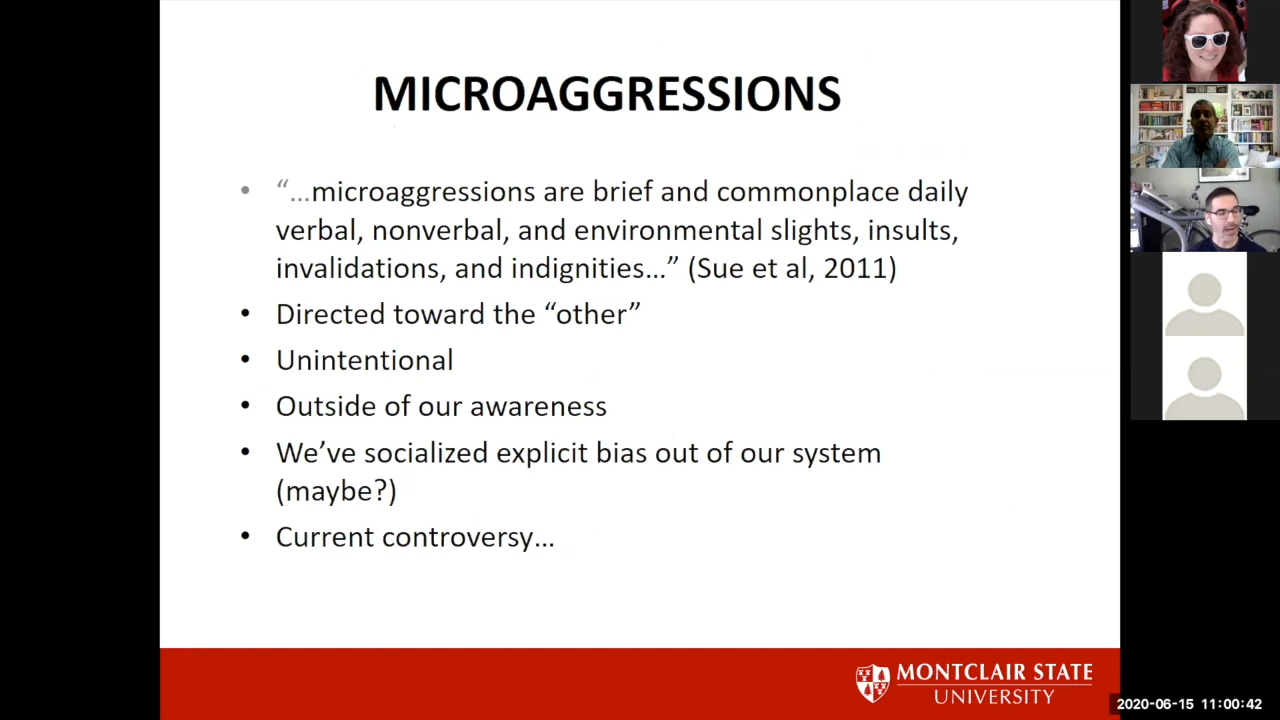 MICROAGGRESSIONS
• “…microaggressions are brief and commonplace daily
verbal, nonverbal, and environmental slights, insults,
invalidations, and indignities…” (Sue et al, 2011)
• Directed toward the “other”
• Unintentional
• Outside of our awareness
• We’ve socialized explicit bias out of our system
(maybe?)
• Current controversy…
MONTCLAIR STATE
UNIVERSITY
2020-06-15 11:00:42